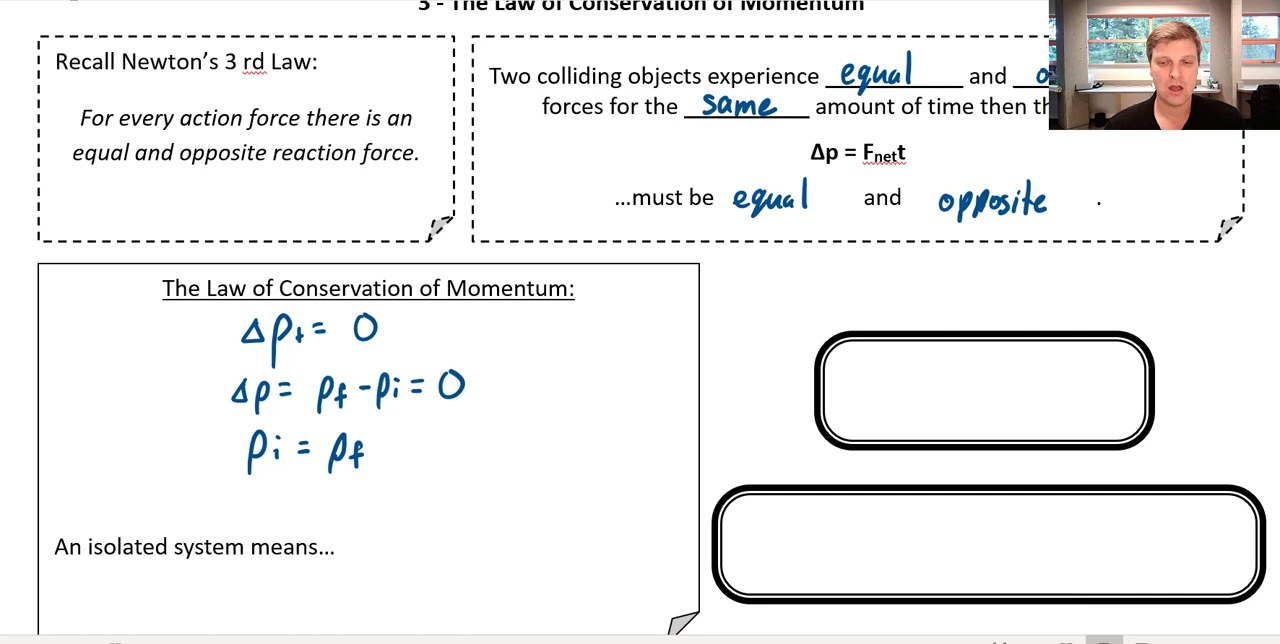 3 - The Law of Conservation of Momentum
Recall Newton's 3 rd Law:
For every action force there is an
equal and opposite reaction force.
Two colliding objects experience equal and o
forces for the same amount of time then th
Δp = Fnett
...must be equal and opposite .
The Law of Conservation of Momentum:
Δpt = 0
Δp = pf - pi = 0
pi = pf
An isolated system means...